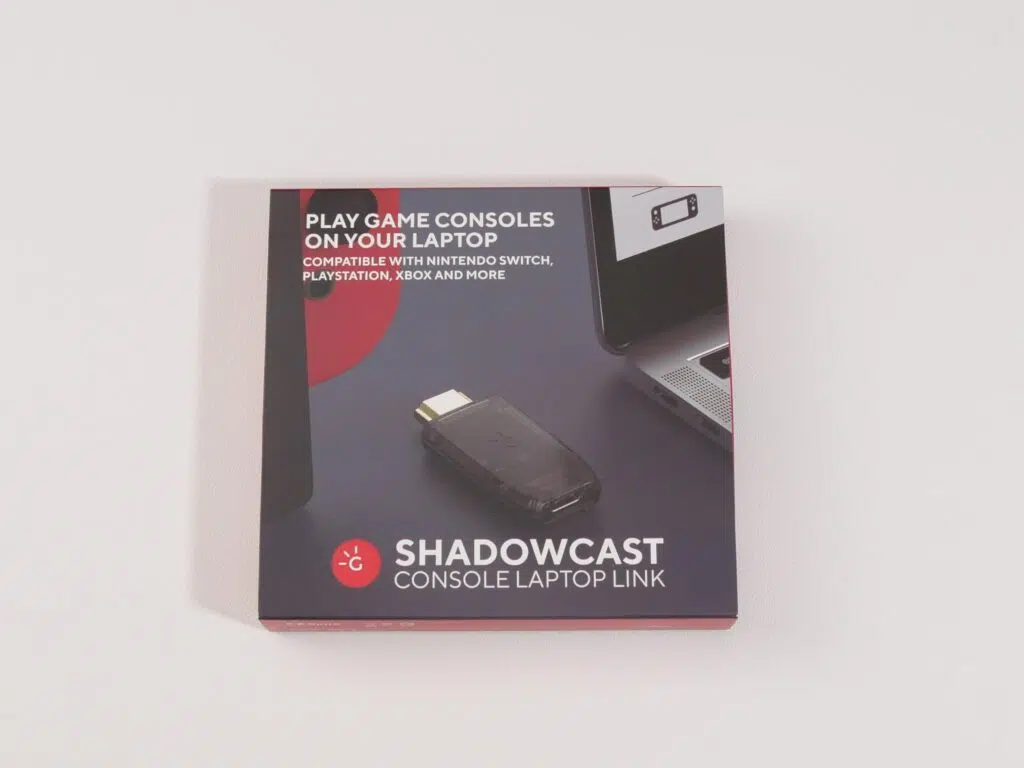 PLAY GAME CONSOLES
ON YOUR LAPTOP
COMPATIBLE WITH NINTENDO SWITCH,
PLAYSTATION, XBOX AND MORE
G
SHADOWCAST
CONSOLE LAPTOP LINK